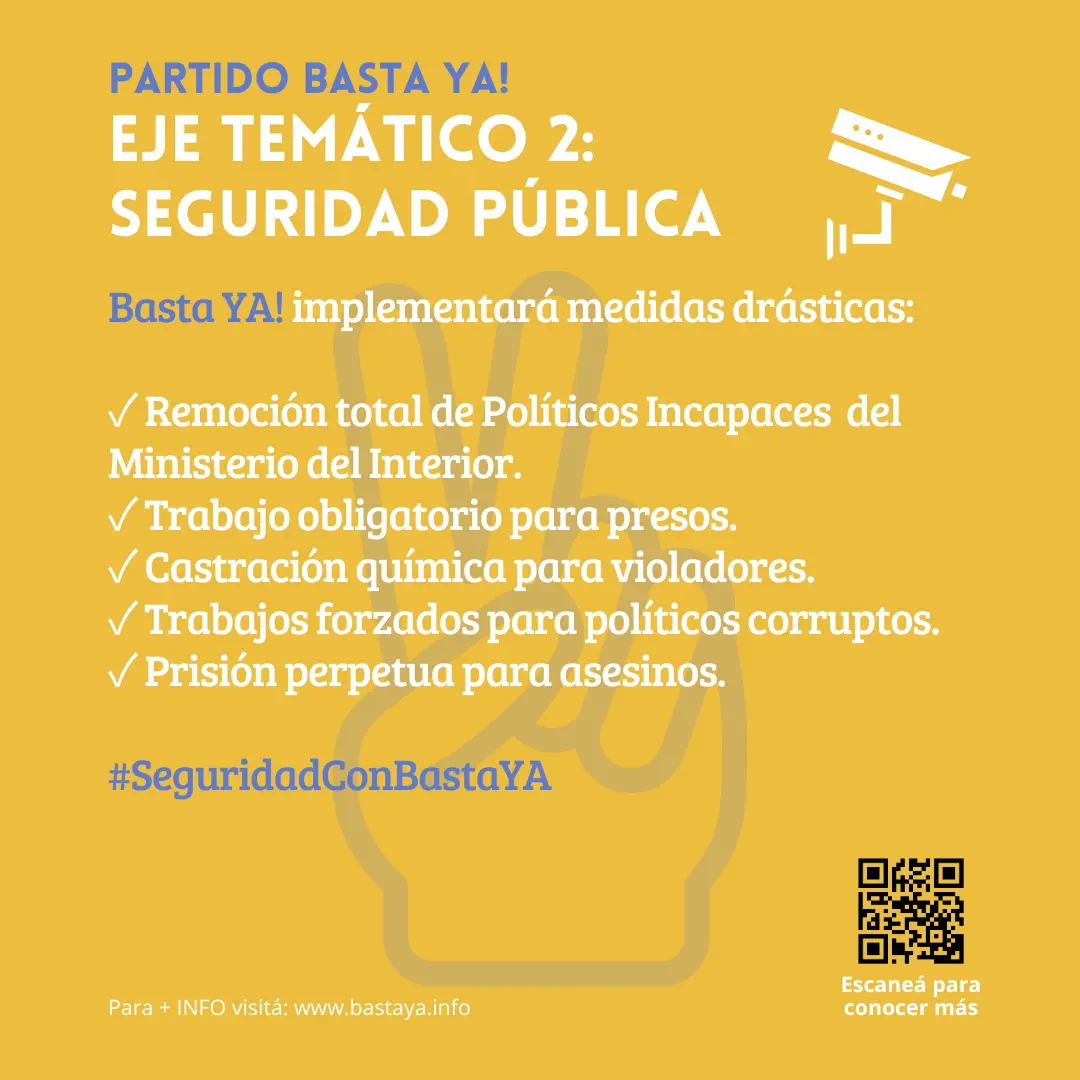 PARTIDO BASTA YA!
EJE TEMÁTICO 2:
SEGURIDAD PÚBLICA
Basta YA! implementará medidas drásticas:
✓ Remoción total de Políticos Incapaces  del
Ministerio del Interior.
✓ Trabajo obligatorio para presos.
✓ Castración química para violadores.
✓ Trabajos forzados para políticos corruptos.
✓ Prisión perpetua para asesinos.
#SeguridadConBastaYA
Escaneá para
conocer más
Para + INFO visitá: www.bastaya.info